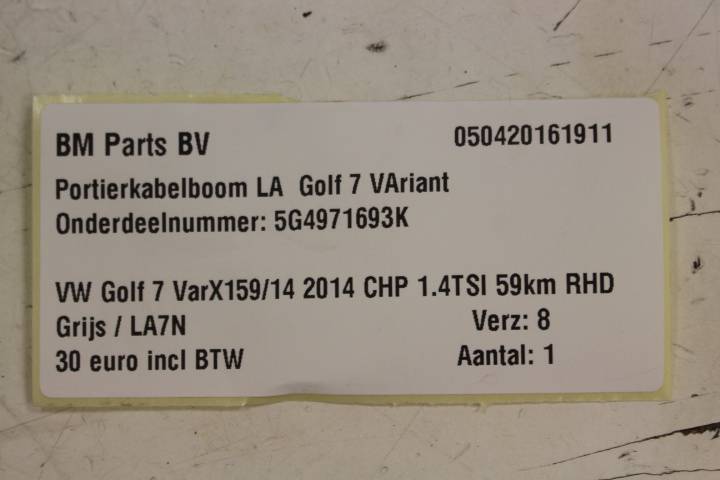 BM Parts BV 050420161911
Portierkabelboom LA Golf 7 VAriant
Onderdeelnummer: 5G4971693K
VW Golf 7 VarX159/14 2014 CHP 1.4TSI 59km RHD
Grijs / LA7N Verz: 8
30 euro incl BTW Aantal: 1